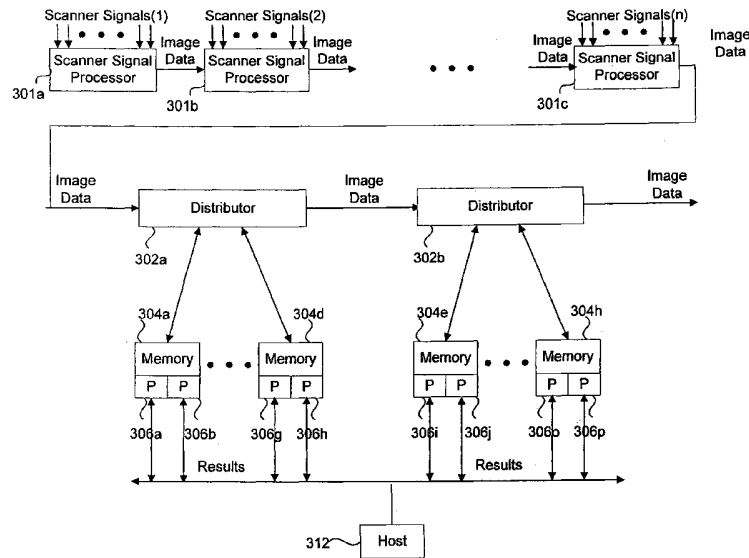 Scanner Signals(1)
Scanner Signals(2)
Scanner Signals(n)
Image
Data
Image
Data
Image
Data
Image
Data
Scanner Signal
Processor
Scanner Signal
Processor
Scanner Signal
Processor
301a
301b
301c
Image
Data
Distributor
Image
Data
Distributor
Image
Data
302a
302b
304a
304d
304e
304h
Memory
Memory
Memory
Memory
P P
P P
P P
P P
306a 306b 306g 306h
306i 306j 306o 306p
Results
Results
312
Host